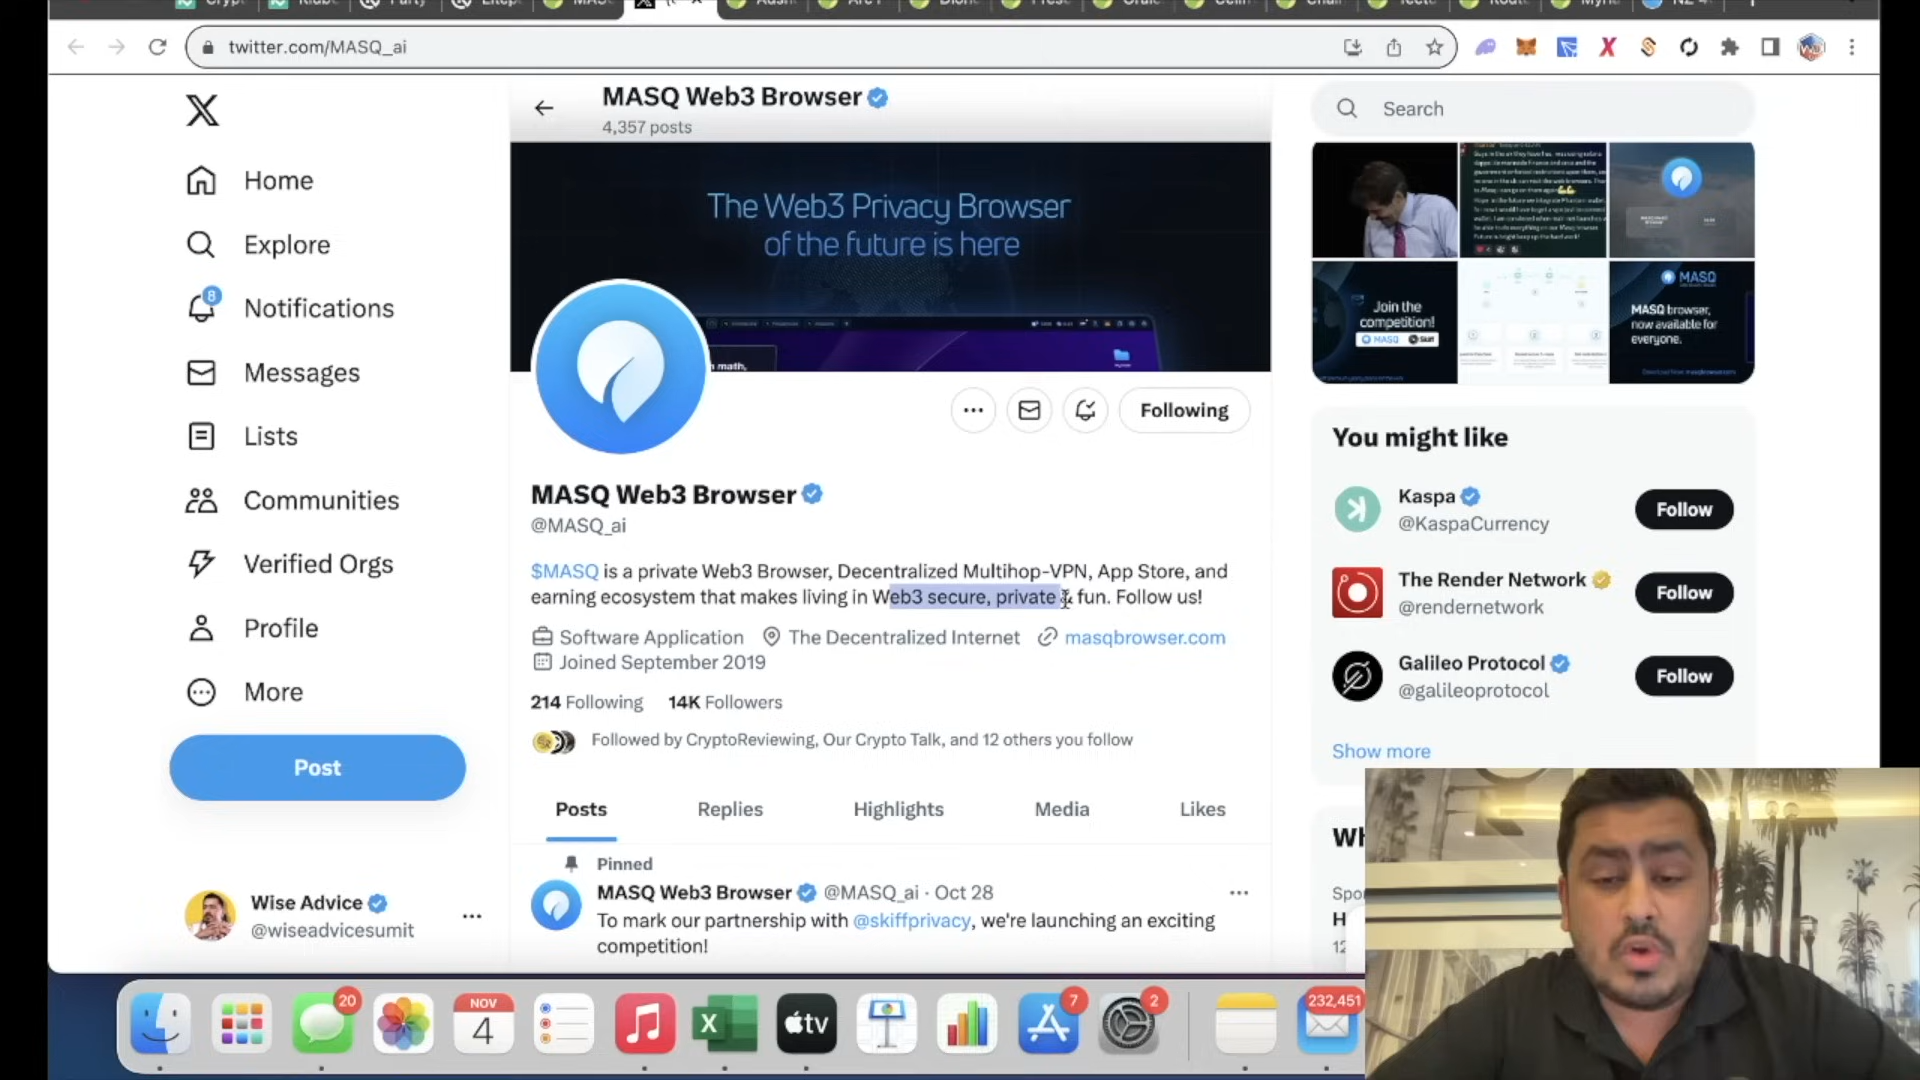 twitter.com/MASQ_ai
MASQ Web3 Browser
4,357 posts
Search
The Web3 Privacy Browser
of the future is here
Home
Explore
8
Notifications
Messages
Lists
Communities
Verified Orgs
Profile
More
Post
Wise Advice
@wiseadvicesumit
Following
MASQ Web3 Browser
@MASQ_ai
$MASQ is a private Web3 Browser, Decentralized Multihop-VPN, App Store, and
earning ecosystem that makes living in Web3 secure, private & fun. Follow us!
Software Application The Decentralized Internet masqbrowser.com
Joined September 2019
214 Following 14K Followers
Followed by CryptoReviewing, Our Crypto Talk, and 12 others you follow
Posts Replies Highlights Media Likes
Pinned
MASQ Web3 Browser @MASQ_ai · Oct 28
To mark our partnership with @skiffprivacy, we're launching an exciting
competition!
Join the
competition!
MASQ Skiff
MASQ
MASQ browser,
now available for
everyone.
You might like
Kaspa
@KaspaCurrency
Follow
The Render Network
@rendernetwork
Follow
Galileo Protocol
@galileoprotocol
Follow
Show more
20
NOV
4
tv
7
2
232,451